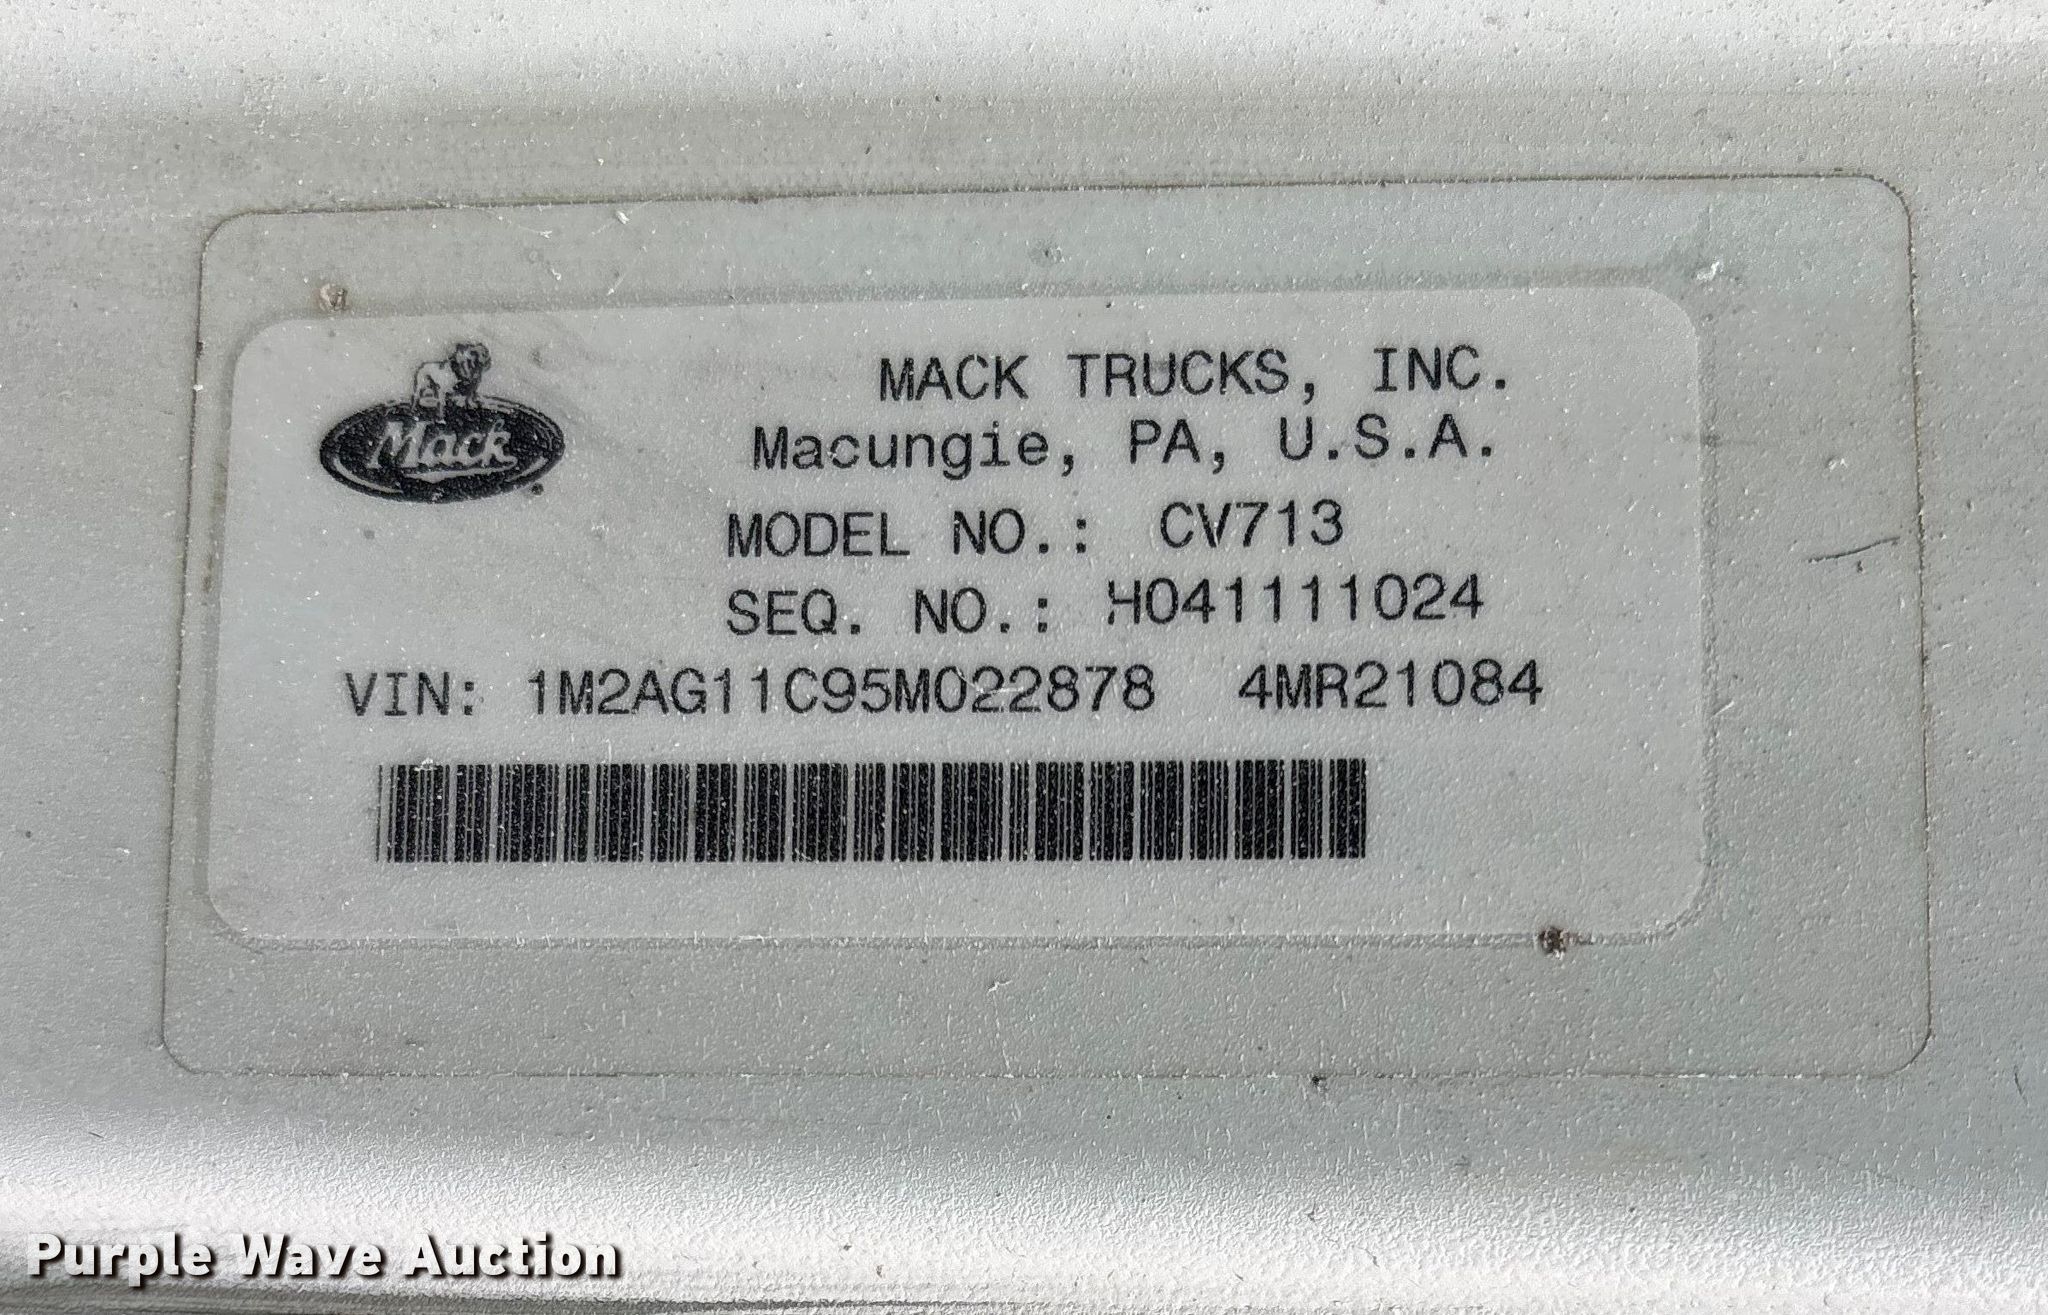 Mack
MACK TRUCKS, INC.
Macungie, PA, U.S.A.
MODEL NO.: CV713
SEQ. NO.: H041111024
VIN: 1M2AG11C95M022878 4MR21084
Purple Wave Auction